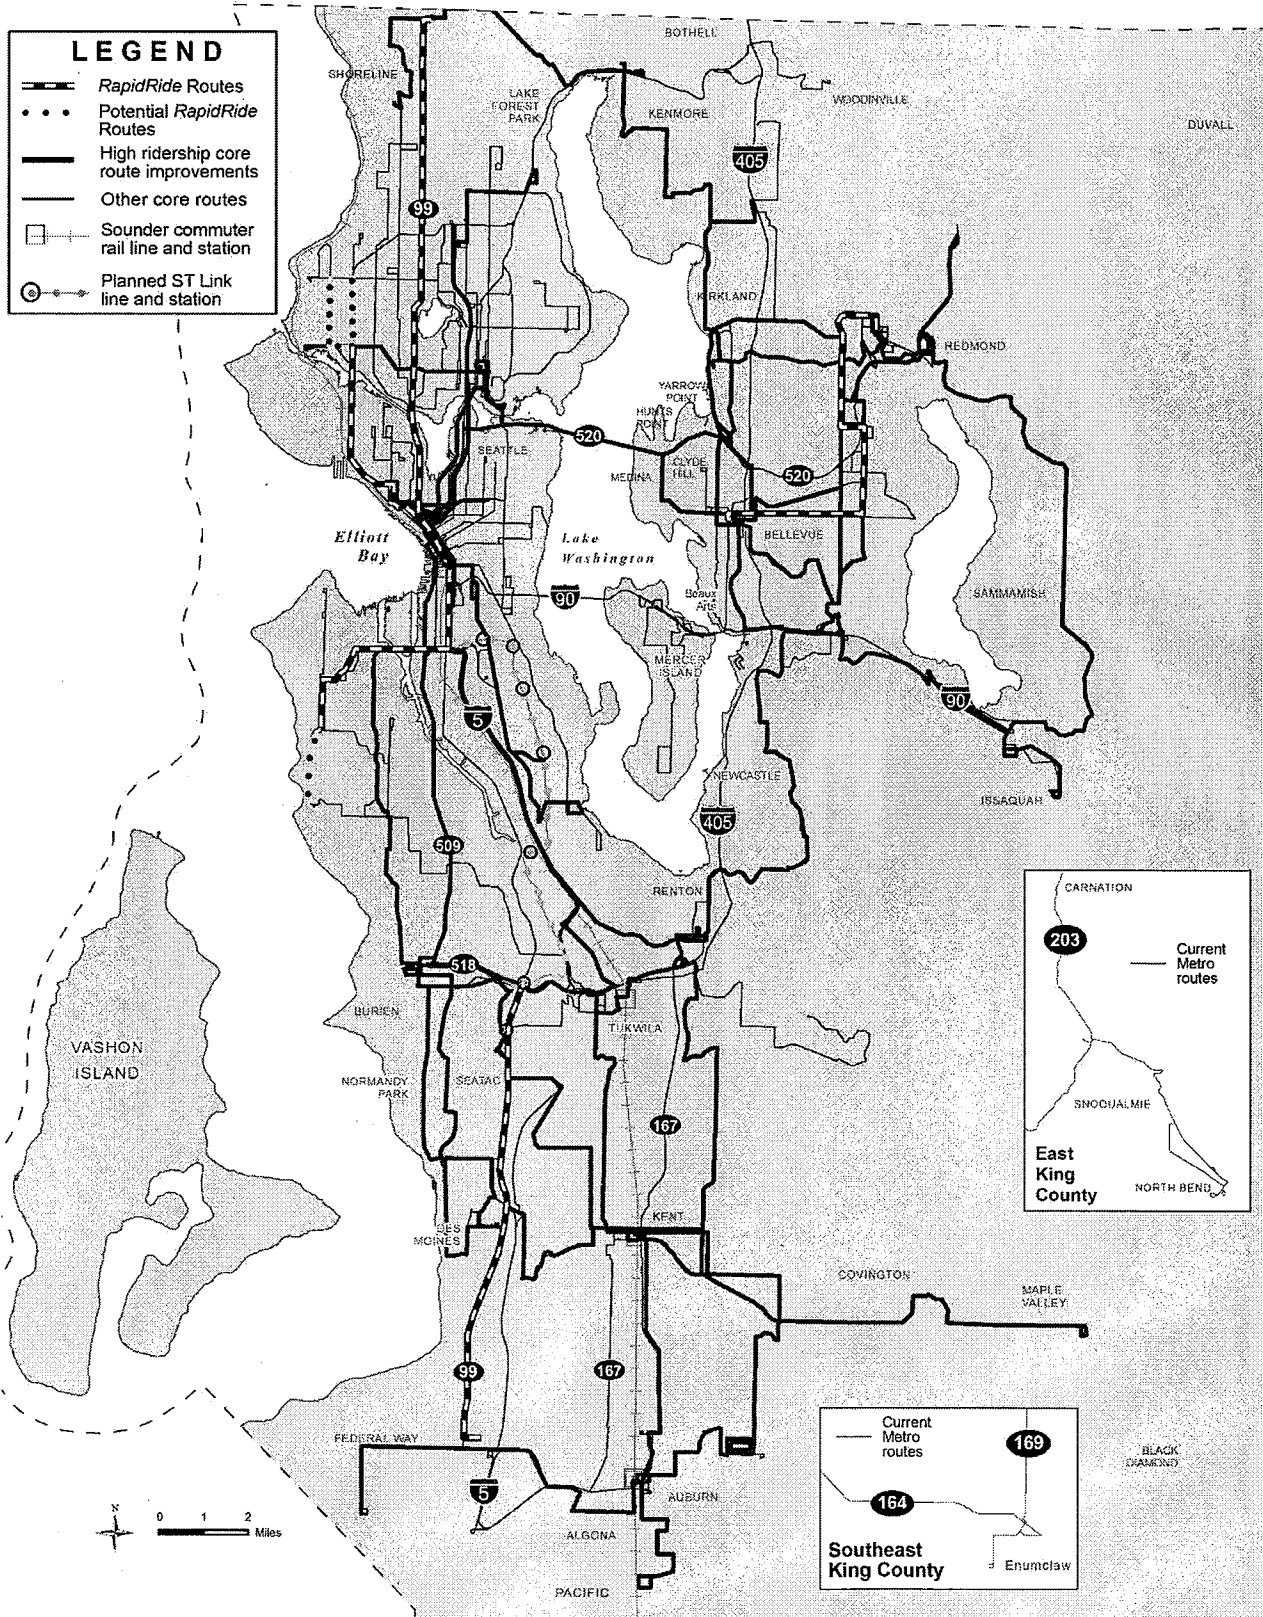 LEGEND
RapidRide Routes
Potential RapidRide
Routes
High ridership core
route improvements
Other core routes
Sounder commuter
rail line and station
Planned ST Link
line and station
BOTHELL
SHORELINE
LAKE
FOREST
PARK
KENMORE
WOODINVILLE
DUVALL
405
99
KIRKLAND
REDMOND
YARROW
POINT
HUNTS
POINT
520
SEATTLE
MEDINA
CLYDE
HILL
520
Elliott
Bay
Lake
Washington
BELLEVUE
90
Beaux
Arts
SAMMAMISH
MERCER
ISLAND
5
90
NEWCASTLE
ISSAQUAH
405
509
RENTON
CARNATION
203
Current
Metro
routes
SNOQUALMIE
East
King
County
NORTH BEND
518
BURIEN
TUKWILA
VASHON
ISLAND
NORMANDY
PARK
SEATAC
167
KENT
DES
MOINES
COVINGTON
MAPLE
VALLEY
99
167
FEDERAL WAY
5
AUBURN
Current
Metro
routes
169
BLACK
DIAMOND
164
N
0 1 2
Miles
ALGONA
Southeast
King County
Enumclaw
PACIFIC